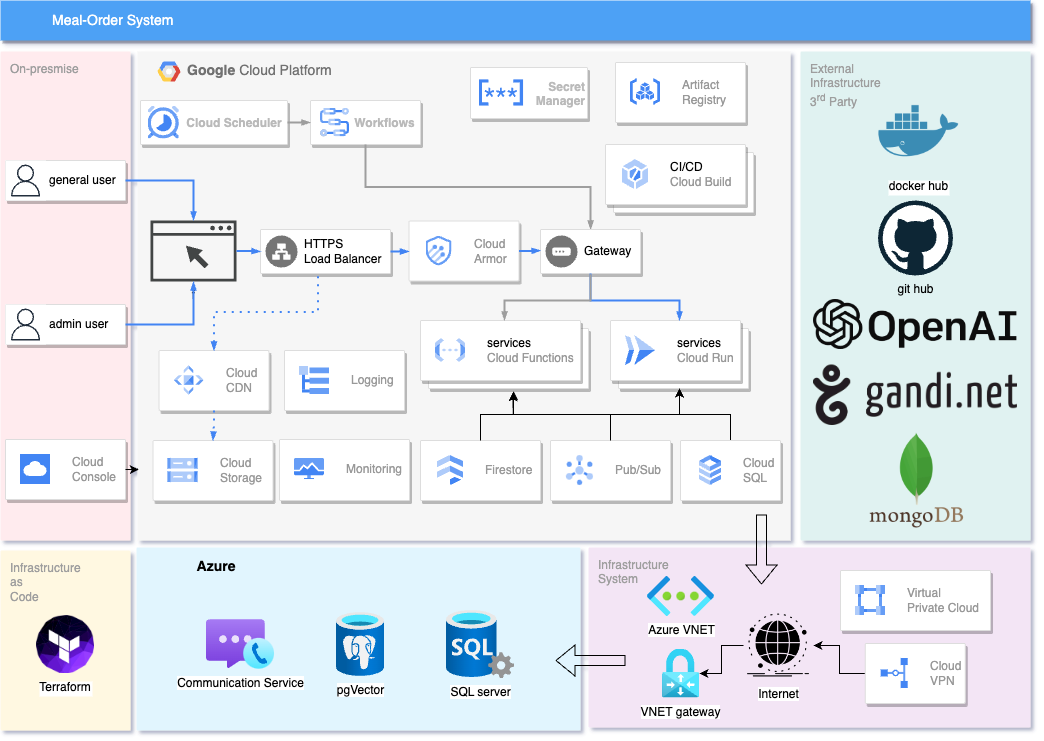 Meal-Order System
On-presmise
general user
admin user
Cloud
Console
Google Cloud Platform
Cloud Scheduler
Workflows
Secret
Manager
Artifact
Registry
CI/CD
Cloud Build
HTTPS
Load Balancer
Cloud
Armor
Gateway
services
Cloud Functions
services
Cloud Run
Cloud
CDN
Logging
Cloud
Storage
Monitoring
Firestore
Pub/Sub
Cloud
SQL
External
Infrastructure
3rd Party
docker hub
git hub
OpenAI
gandi.net
mongoDB
Infrastructure
as
Code
Terraform
Azure
Communication Service
pgVector
SQL
SQL server
Infrastructure
System
Azure VNET
VNET gateway
Internet
Virtual
Private Cloud
Cloud
VPN